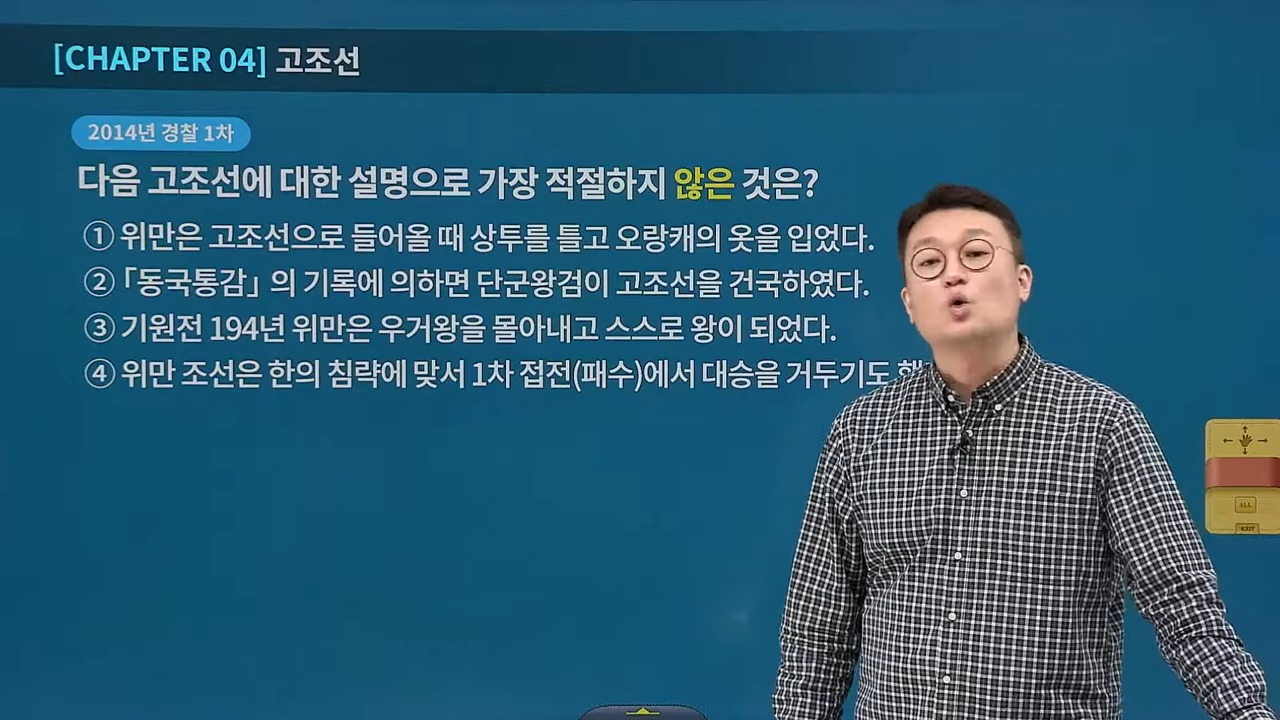 [CHAPTER 04] 고조선
2014년 경찰 1차
다음 고조선에 대한 설명으로 가장 적절하지 않은 것은?
① 위만은 고조선으로 들어올 때 상투를 틀고 오랑캐의 옷을 입었다.
② 「동국통감」 의 기록에 의하면 단군왕검이 고조선을 건국하였다.
③ 기원전 194년 위만은 우거왕을 몰아내고 스스로 왕이 되었다.
④ 위만 조선은 한의 침략에 맞서 1차 접전(패수)에서 대승을 거두기도
ALL
EXIT